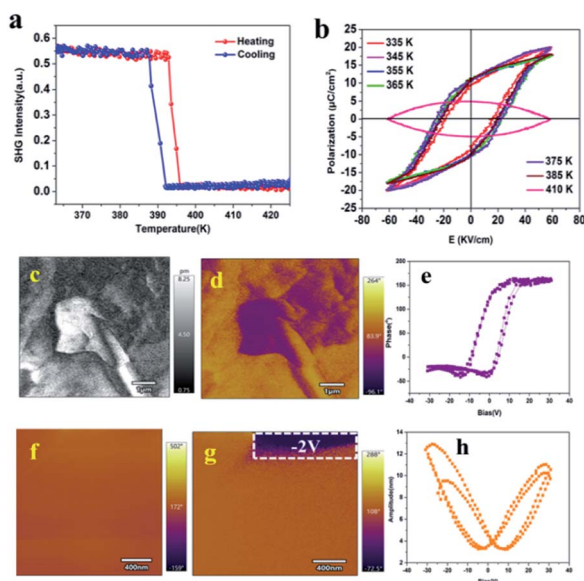 a
SHG Intensity(a.u.)
0.6
0.5
0.4
0.3
0.2
0.1
0.0
Heating
Cooling
370 380 390 400 410 420
Temperature(K)
b
Polarization (μC/cm²)
25
20
15
10
5
0
-5
-10
-15
-20
-25
335 K
345 K
355 K
365 K
375 K
385 K
410 K
-60 -40 -20 0 20 40 60 80
E (KV/cm)
c
pm
8.25
4.50
0.75
1μm
d
264°
83.9°
-96.1°
1μm
e
Phase(°)
150
100
50
0
-50
-40 -30 -20 -10 0 10 20 30 40
Bias(V)
f
502°
172°
-159°
400nm
g
-2V
288°
108°
-72.5°
400nm
h
Amplitude(nm)
14
12
10
8
6
4
2
-40 -30 -20 -10 0 10 20 30 40